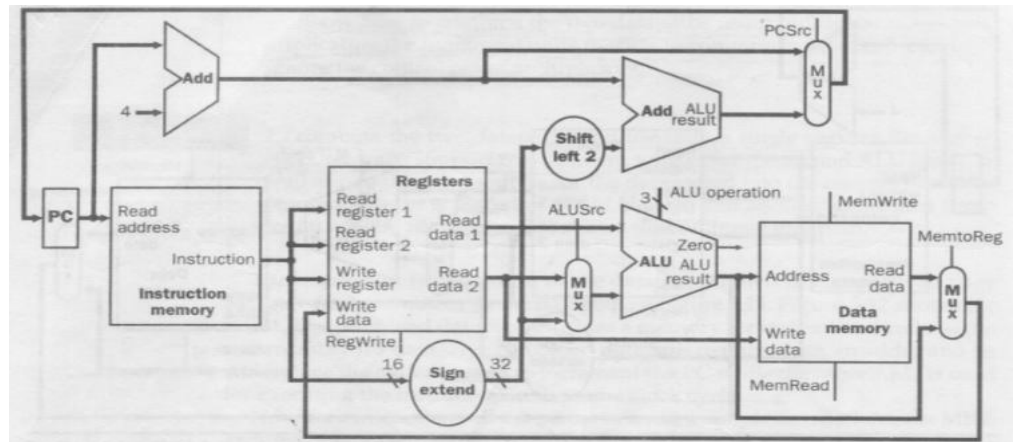 PCSrc
Add
4
M
u
x
Add
ALU
result
Shift
left 2
PC
Read
address
Instruction
Instruction
memory
Registers
Read
register 1
Read
register 2
Write
register
Write
data
Read
data 1
Read
data 2
RegWrite
16
Sign
extend
32
ALUSrc
M
u
x
3
ALU operation
Zero
ALU
ALU
result
MemWrite
Address
Read
data
Write
data
Data
memory
MemRead
MemtoReg
M
u
x